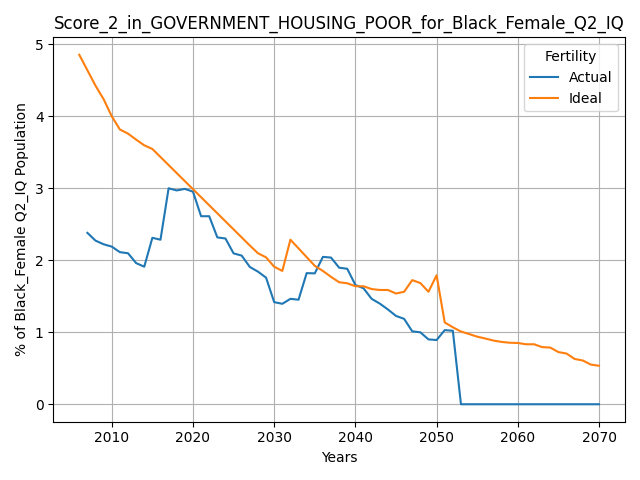 Score_2_in_GOVERNMENT_HOUSING_POOR_for_Black_Female_Q2_IQ
Fertility
Actual
Ideal
% of Black_Female Q2_IQ Population
5
4
3
2
1
0
2010 2020 2030 2040 2050 2060 2070
Years